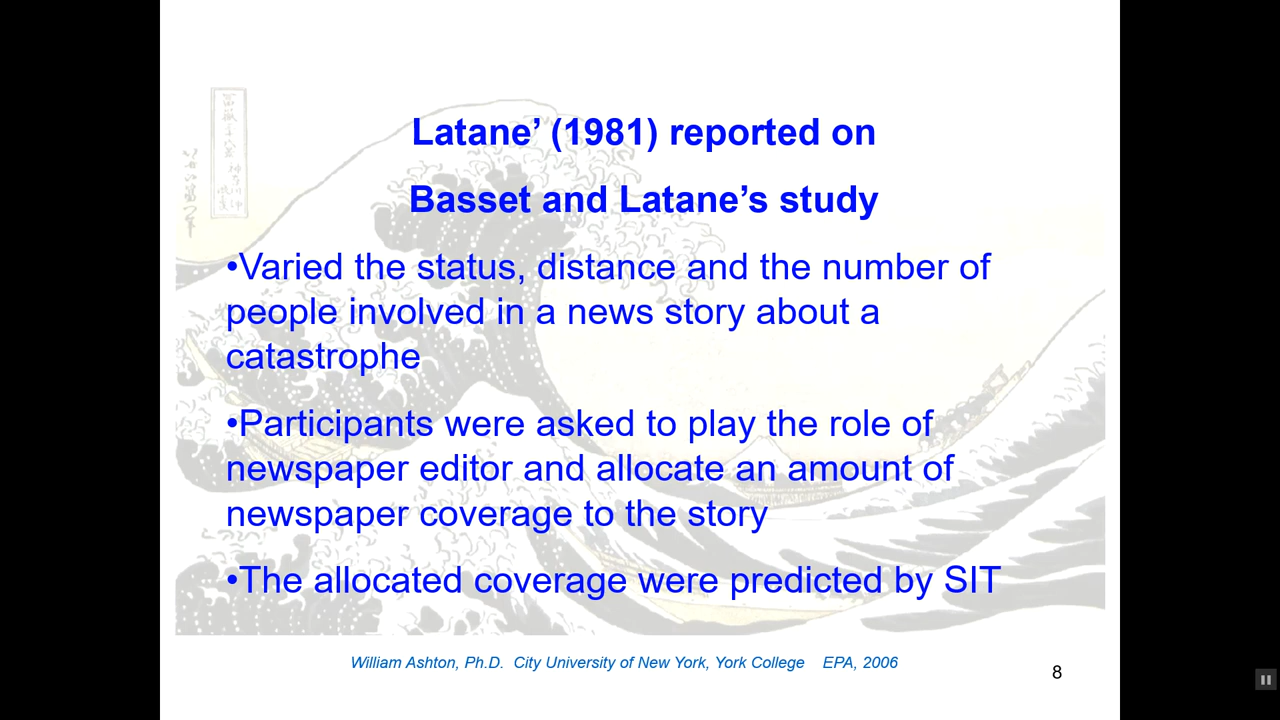 Latane’ (1981) reported on
Basset and Latane’s study
•Varied the status, distance and the number of
people involved in a news story about a
catastrophe
•Participants were asked to play the role of
newspaper editor and allocate an amount of
newspaper coverage to the story
•The allocated coverage were predicted by SIT
William Ashton, Ph.D.  City University of New York, York College    EPA, 2006
8